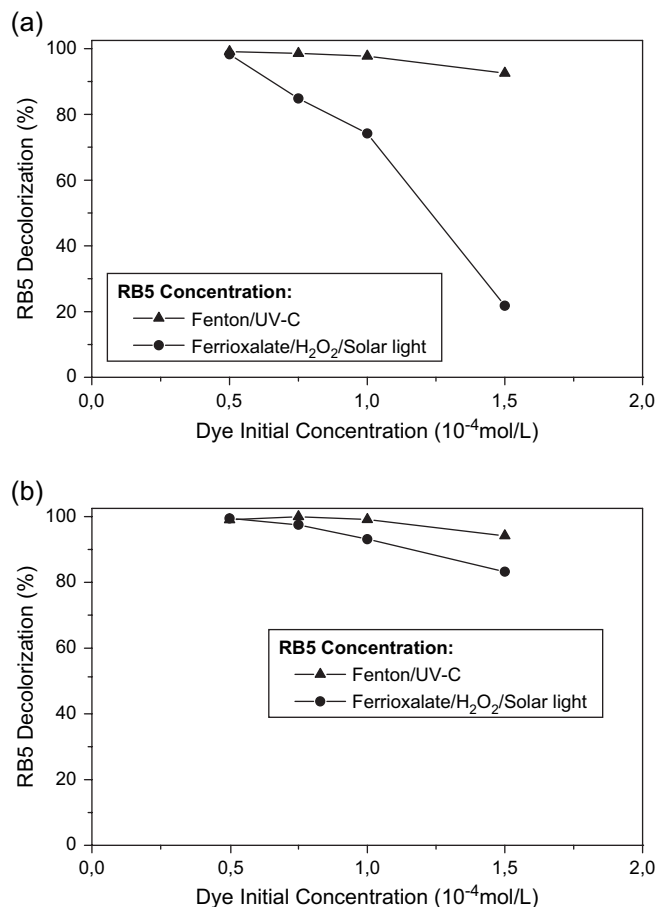 (a)
100
80
60
40
20
0
RB5 Decolorization (%)
RB5 Concentration:
Fenton/UV-C
Ferrioxalate/H₂O₂/Solar light
0,0 0,5 1,0 1,5 2,0
Dye Initial Concentration (10⁻⁴mol/L)
(b)
100
80
60
40
20
0
RB5 Decolorization (%)
RB5 Concentration:
Fenton/UV-C
Ferrioxalate/H₂O₂/Solar light
0,0 0,5 1,0 1,5 2,0
Dye Initial Concentration (10⁻⁴mol/L)